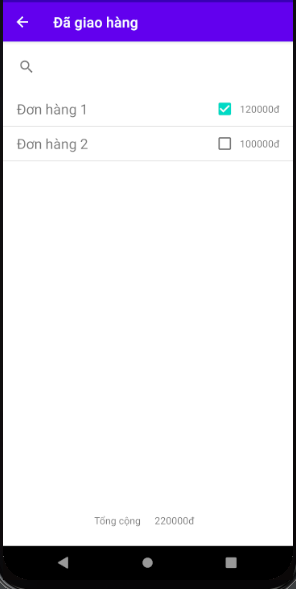 Đã giao hàng
Đơn hàng 1 120000đ
Đơn hàng 2 100000đ
Tổng cộng 220000đ